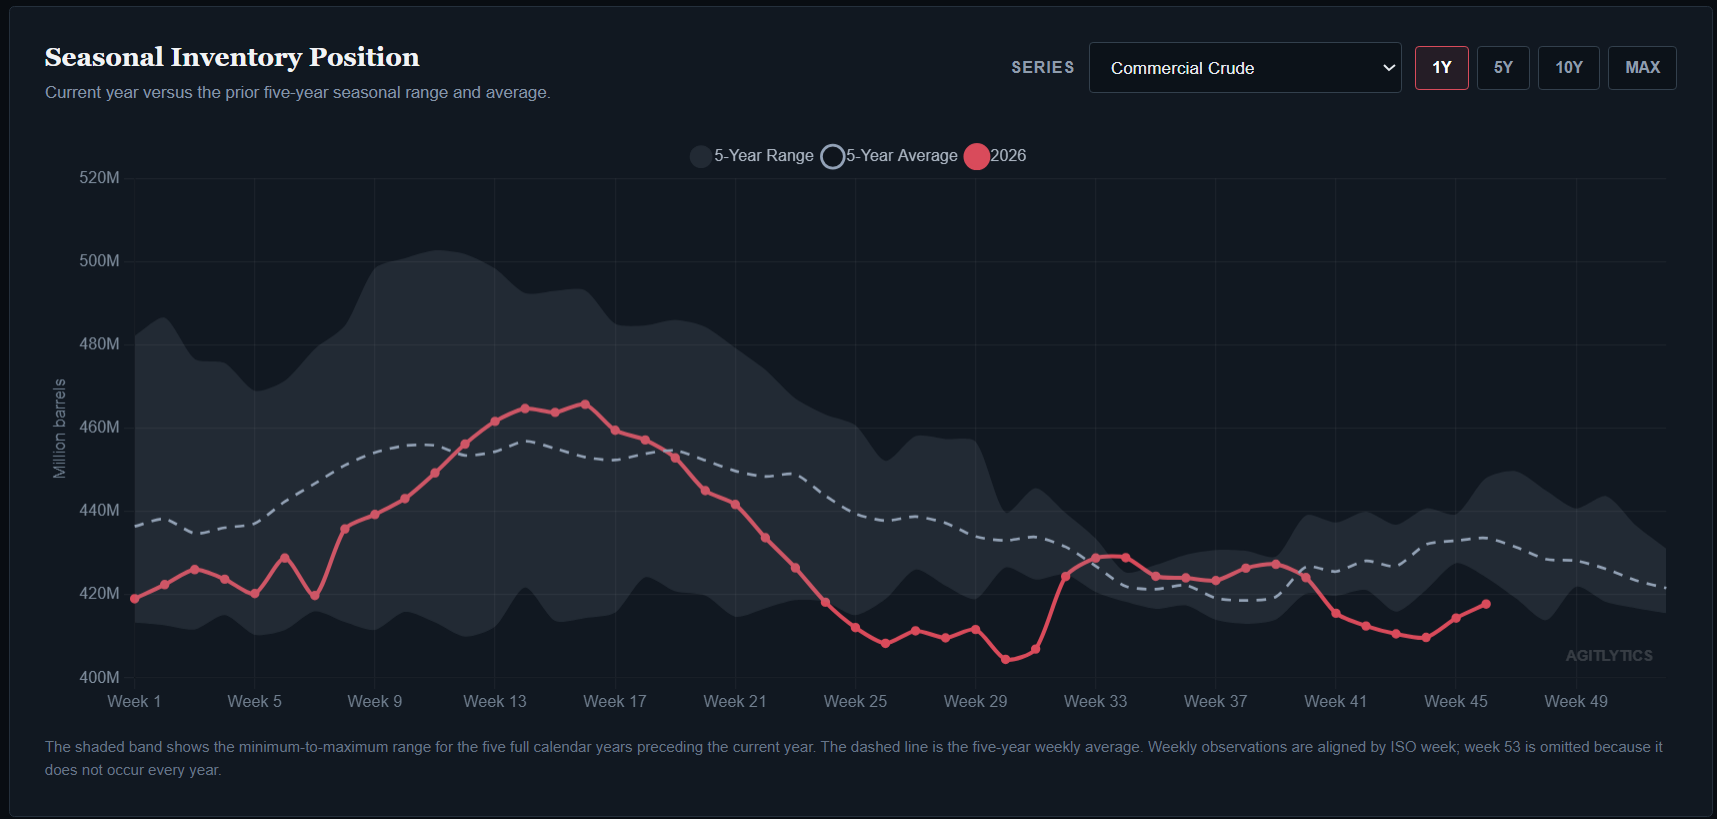 Seasonal Inventory Position
Current year versus the prior five-year seasonal range and average.
SERIES
Commercial Crude
1Y
5Y
10Y
MAX
5-Year Range
5-Year Average
2026
Million barrels
520M
500M
480M
460M
440M
420M
400M
Week 1
Week 5
Week 9
Week 13
Week 17
Week 21
Week 25
Week 29
Week 33
Week 37
Week 41
Week 45
Week 49
AGITLYTICS
The shaded band shows the minimum-to-maximum range for the five full calendar years preceding the current year. The dashed line is the five-year weekly average. Weekly observations are aligned by ISO week; week 53 is omitted because it
does not occur every year.